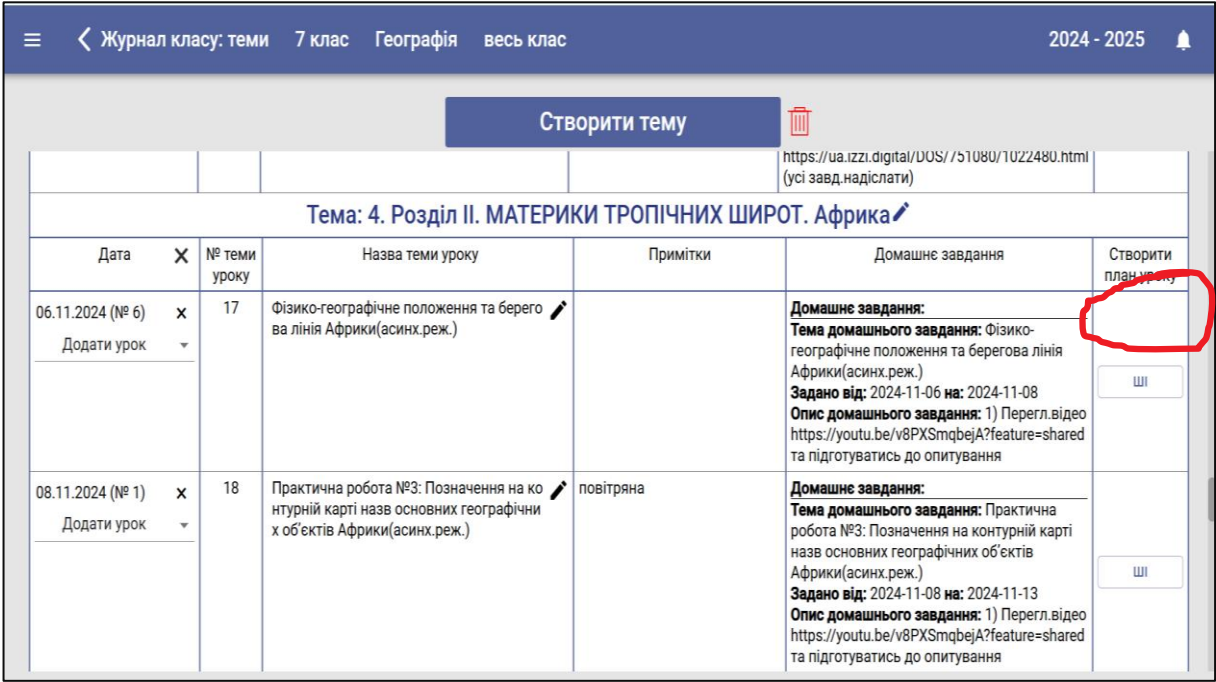 Журнал класу: теми 7 клас Географія весь клас 2024 - 2025
Створити тему
https://ua.izzi.digital/DOS/751080/1022480.html
(усі завд.надіслати)
Тема: 4. Розділ II. МАТЕРИКИ ТРОПІЧНИХ ШИРОТ. Африка
Дата
№ теми
уроку
Назва теми уроку
Примітки
Домашнє завдання
Створити
план уроку
06.11.2024 (№ 6)
Додати урок
17
Фізико-географічне положення та берего
ва лінія Африки(асинх.реж.)
Домашнє завдання:
Тема домашнього завдання: Фізико-
географічне положення та берегова лінія
Африки(асинх.реж.)
Задано від: 2024-11-06 на: 2024-11-08
Опис домашнього завдання: 1) Перегл.відео
https://youtu.be/v8PXSmqbejA?feature=shared
та підготуватись до опитування
ШІ
08.11.2024 (№ 1)
Додати урок
18
Практична робота №3: Позначення на ко
нтурній карті назв основних географічни
х об'єктів Африки(асинх.реж.)
повітряна
Домашнє завдання:
Тема домашнього завдання: Практична
робота №3: Позначення на контурній карті
назв основних географічних об'єктів
Африки(асинх.реж.)
Задано від: 2024-11-08 на: 2024-11-13
Опис домашнього завдання: 1) Перегл.відео
https://youtu.be/v8PXSmqbejA?feature=shared
та підготуватись до опитування
ШІ